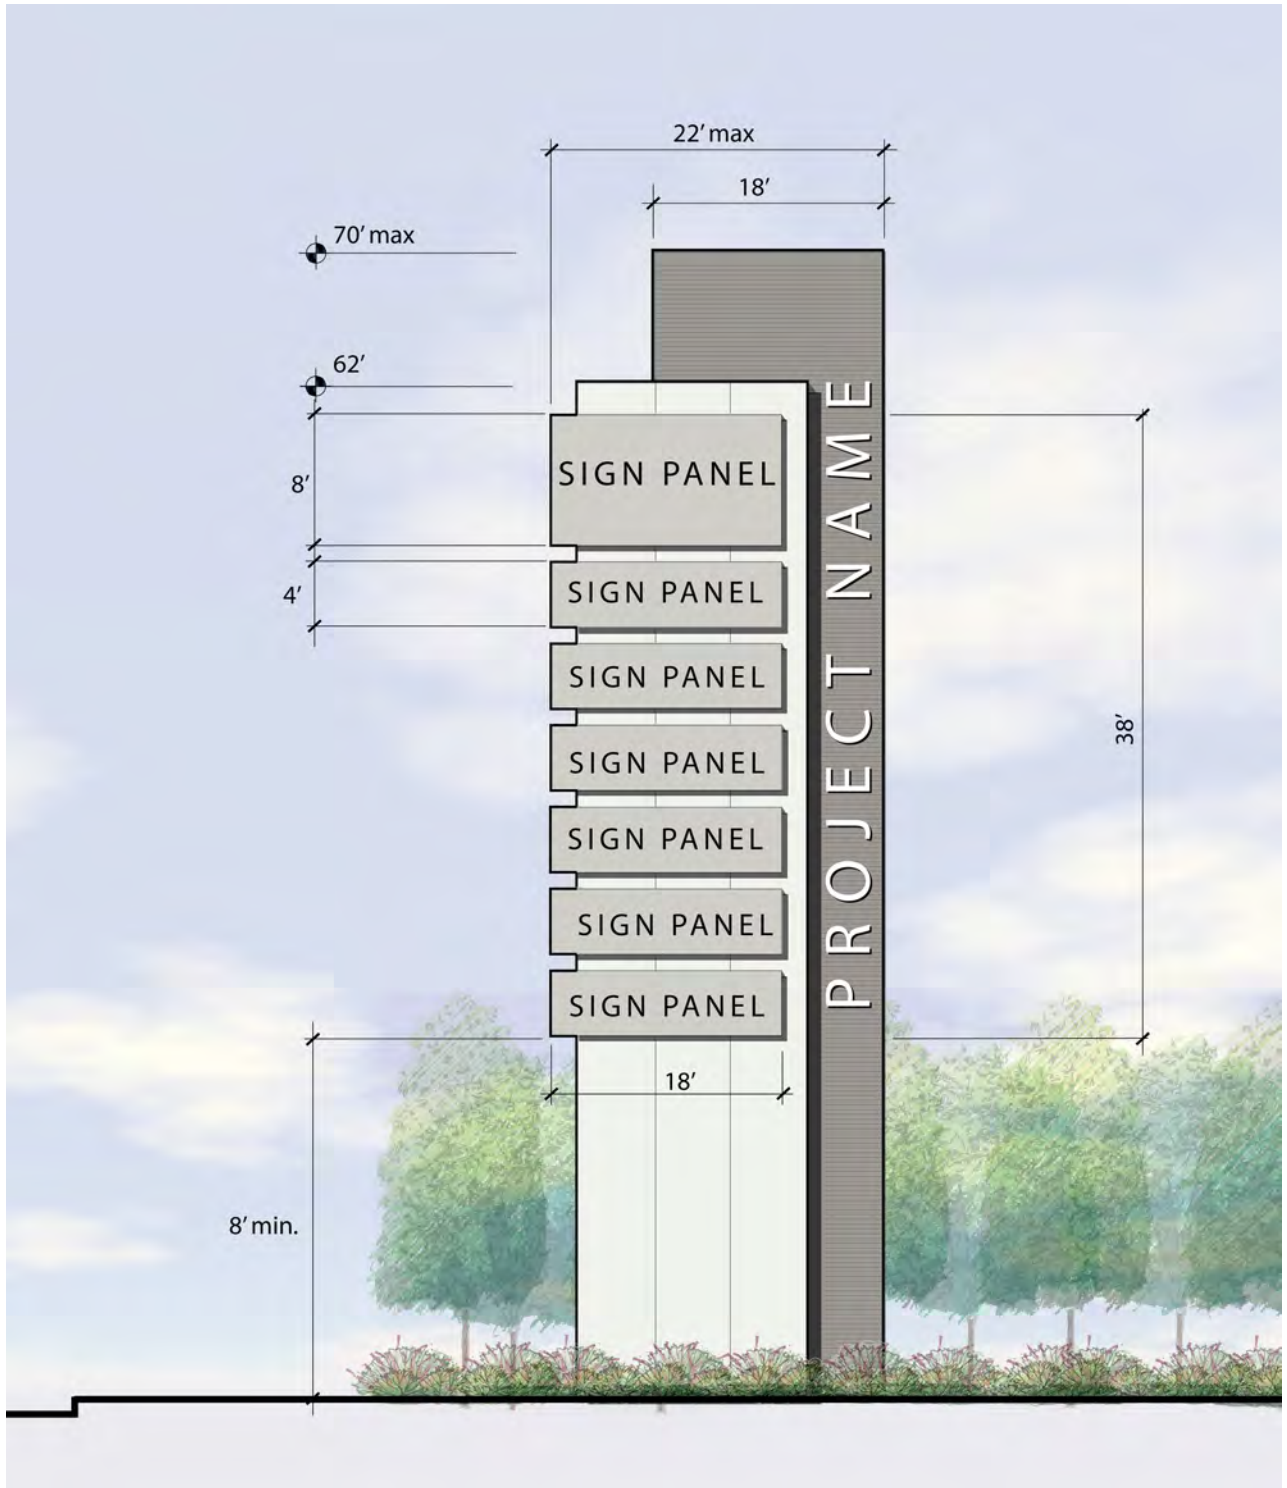 22' max
18'
70' max
62'
8'
SIGN PANEL
4'
SIGN PANEL
SIGN PANEL
SIGN PANEL
SIGN PANEL
SIGN PANEL
SIGN PANEL
PROJECT NAME
38'
18'
8' min.